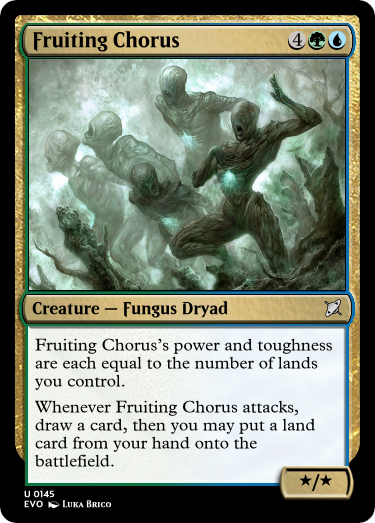 Fruiting Chorus 4
Creature — Fungus Dryad
Fruiting Chorus's power and toughness
are each equal to the number of lands
you control.
Whenever Fruiting Chorus attacks,
draw a card, then you may put a land
card from your hand onto the
battlefield.
★/★
U 0145
EVO Luka Brico